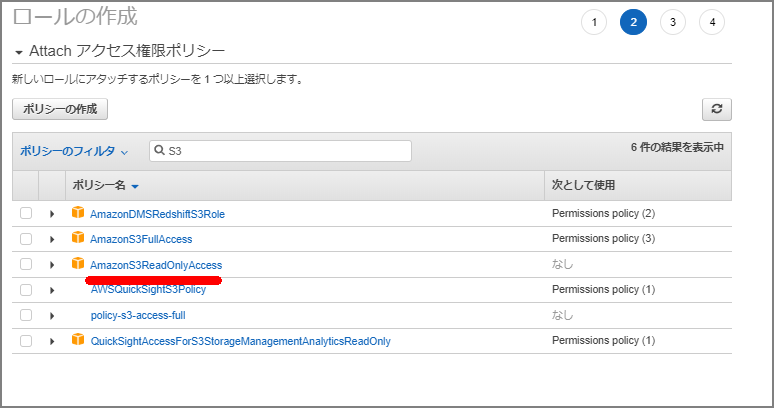 ロールの作成
1 2 3 4
Attach アクセス権限ポリシー
新しいロールにアタッチするポリシーを 1 つ以上選択します。
ポリシーの作成
ポリシーのフィルタ S3 6 件の結果を表示中
ポリシー名 次として使用
AmazonDMSRedshiftS3Role Permissions policy (2)
AmazonS3FullAccess Permissions policy (3)
AmazonS3ReadOnlyAccess なし
AWSQuickSightS3Policy Permissions policy (1)
policy-s3-access-full なし
QuickSightAccessForS3StorageManagementAnalyticsReadOnly Permissions policy (1)